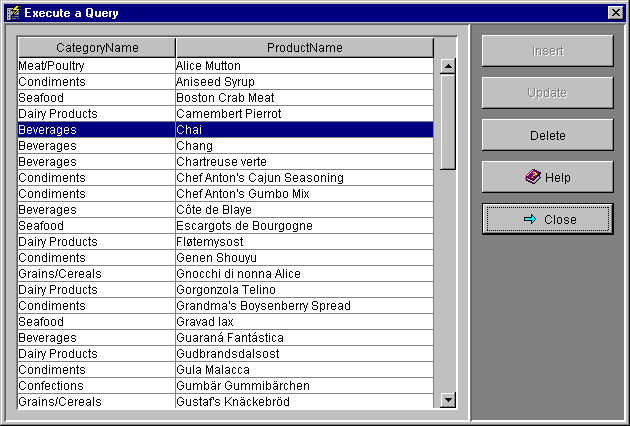 Execute a Query
CategoryName ProductName
Meat/Poultry Alice Mutton
Condiments Aniseed Syrup
Seafood Boston Crab Meat
Dairy Products Camembert Pierrot
Beverages Chai
Beverages Chang
Beverages Chartreuse verte
Condiments Chef Anton's Cajun Seasoning
Condiments Chef Anton's Gumbo Mix
Beverages Côte de Blaye
Seafood Escargots de Bourgogne
Dairy Products Fløtemysost
Condiments Genen Shouyu
Grains/Cereals Gnocchi di nonna Alice
Dairy Products Gorgonzola Telino
Condiments Grandma's Boysenberry Spread
Seafood Gravad lax
Beverages Guaraná Fantástica
Dairy Products Gudbrandsdalsost
Condiments Gula Malacca
Confections Gumbär Gummibärchen
Grains/Cereals Gustaf's Knäckebröd
Insert
Update
Delete
Help
Close